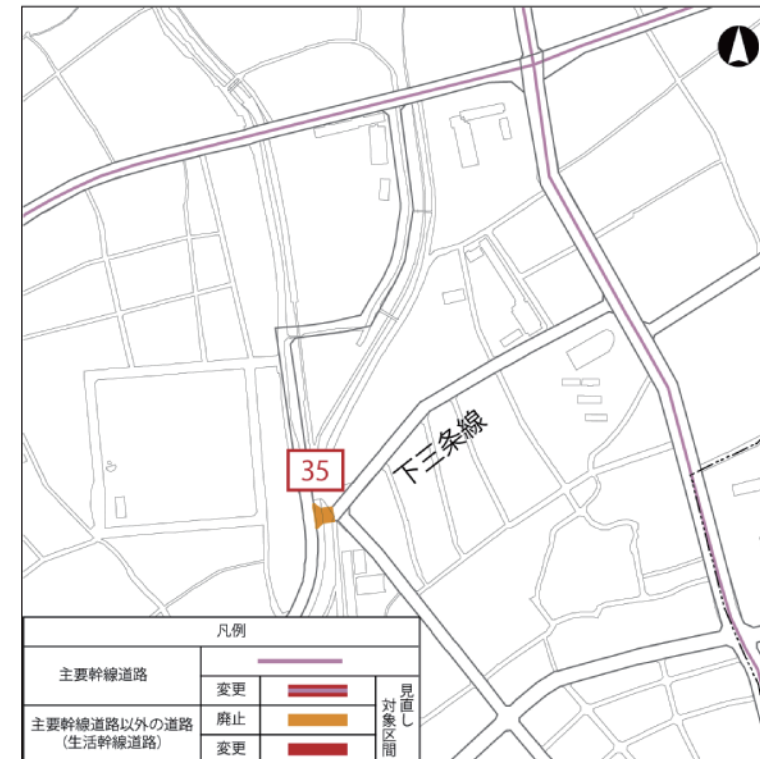 下三条線
35
凡例
主要幹線道路
変更
主要幹線道路以外の道路
(生活幹線道路)
廃止
変更
見直し
対象区間